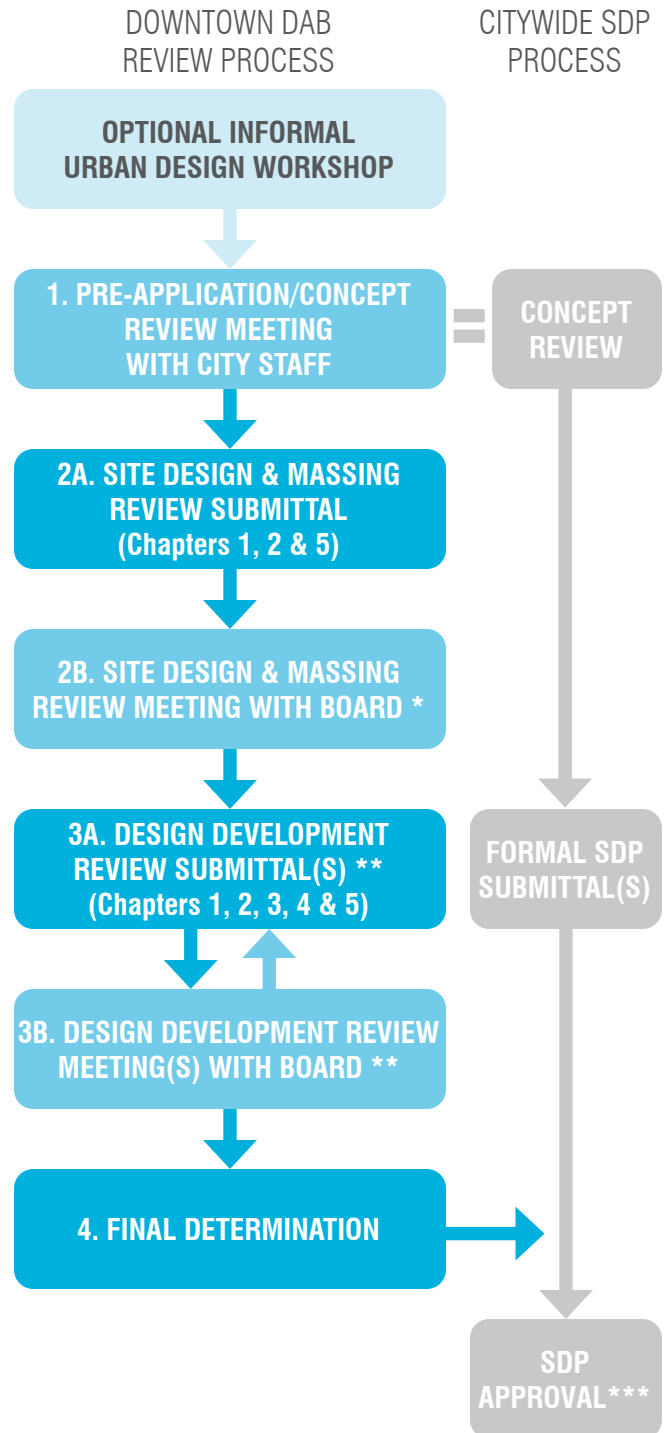 DOWNTOWN DAB
REVIEW PROCESS
CITYWIDE SDP
PROCESS
OPTIONAL INFORMAL
URBAN DESIGN WORKSHOP
1. PRE-APPLICATION/CONCEPT
REVIEW MEETING
WITH CITY STAFF
=
CONCEPT
REVIEW
2A. SITE DESIGN & MASSING
REVIEW SUBMITTAL
(Chapters 1, 2 & 5)
2B. SITE DESIGN & MASSING
REVIEW MEETING WITH BOARD *
3A. DESIGN DEVELOPMENT
REVIEW SUBMITTAL(S) **
(Chapters 1, 2, 3, 4 & 5)
FORMAL SDP
SUBMITTAL(S)
3B. DESIGN DEVELOPMENT REVIEW
MEETING(S) WITH BOARD **
4. FINAL DETERMINATION
SDP
APPROVAL***